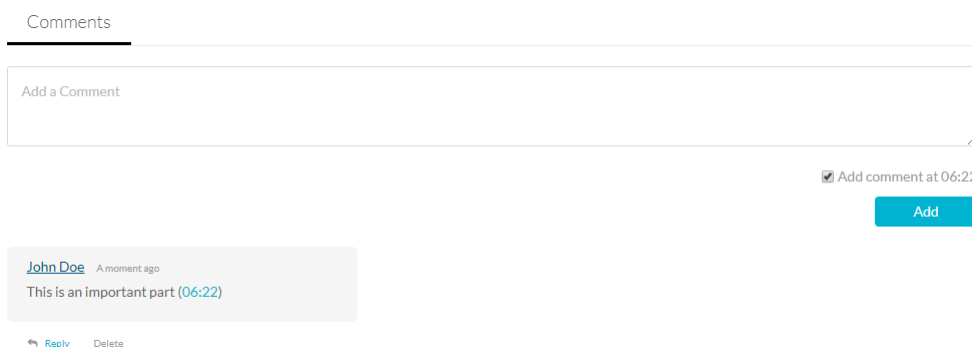 Comments
Add a Comment
Add comment at 06:22
Add
John Doe A moment ago
This is an important part (06:22)
Reply Delete